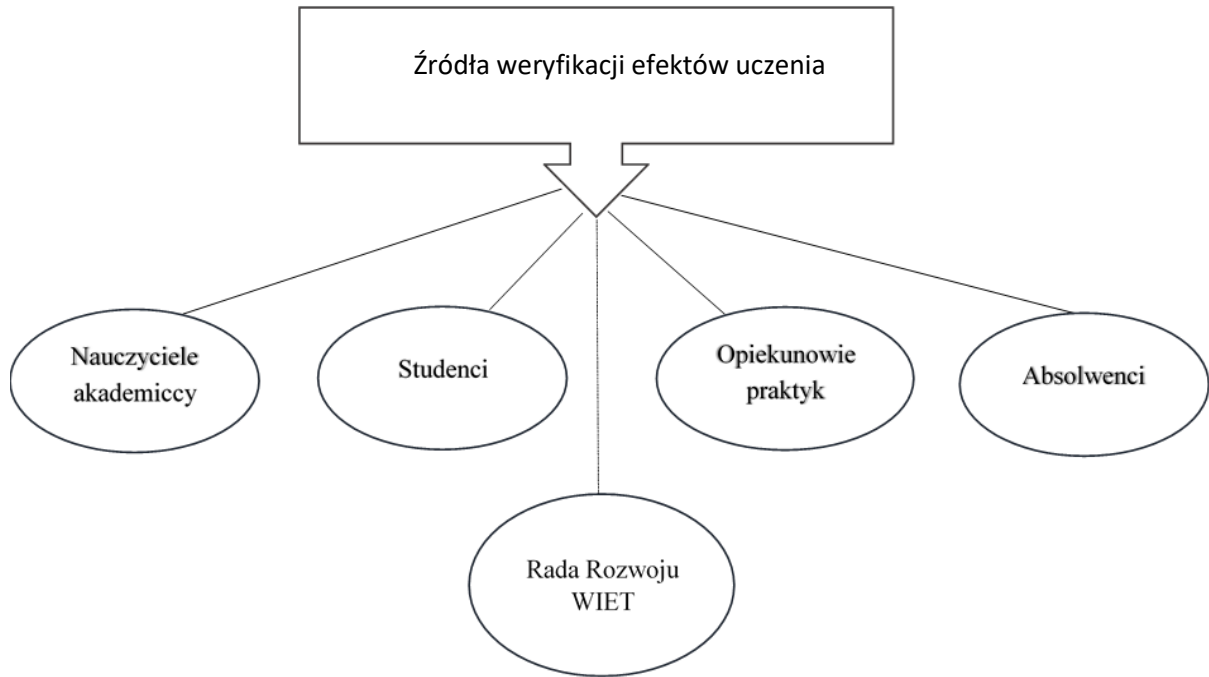 Źródła weryfikacji efektów uczenia
Nauczyciele
akademiccy
Studenci
Opiekunowie
praktyk
Absolwenci
Rada Rozwoju
WIET